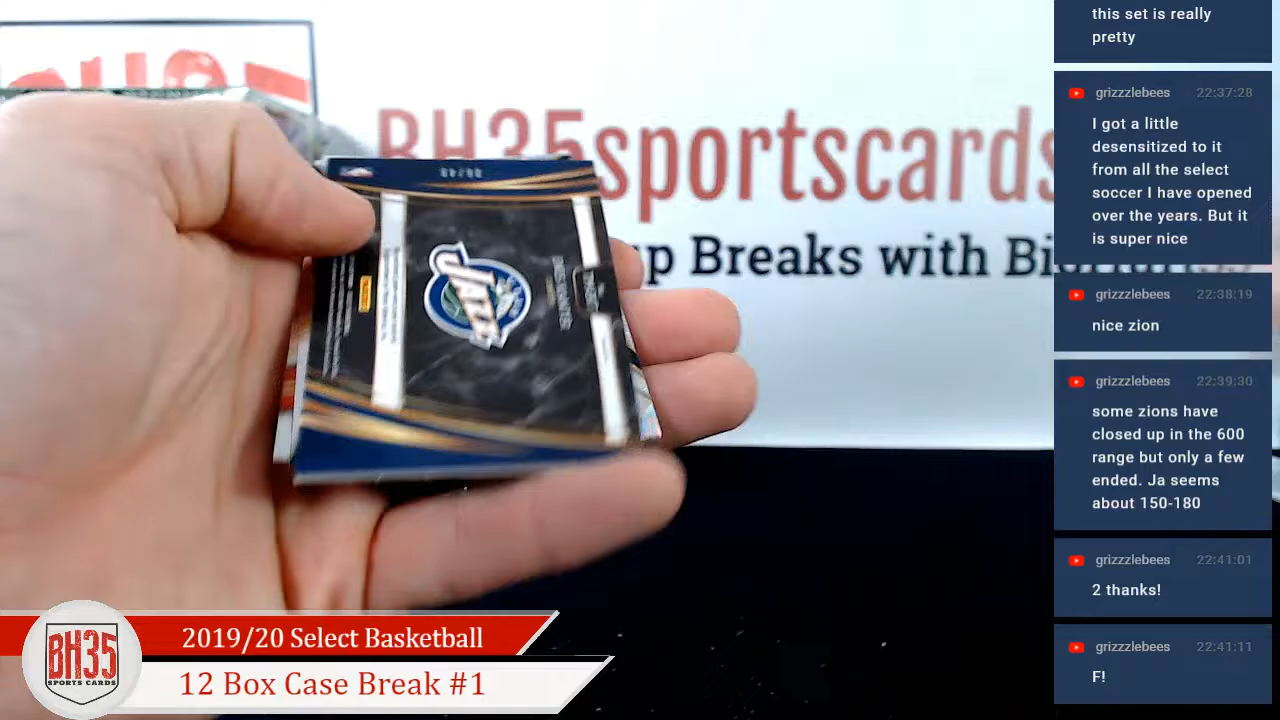 BH35sportscards
p Breaks with Bi
JAZZ
PANINI
this set is really
pretty
grizzzlebees 22:37:28
I got a little
desensitized to it
from all the select
soccer I have opened
over the years. But it
is super nice
grizzzlebees 22:38:19
nice zion
grizzzlebees 22:39:30
some zions have
closed up in the 600
range but only a few
ended. Ja seems
about 150-180
grizzzlebees 22:41:01
2 thanks!
grizzzlebees 22:41:11
F!
BH35
SPORTS CARDS
2019/20 Select Basketball
12 Box Case Break #1